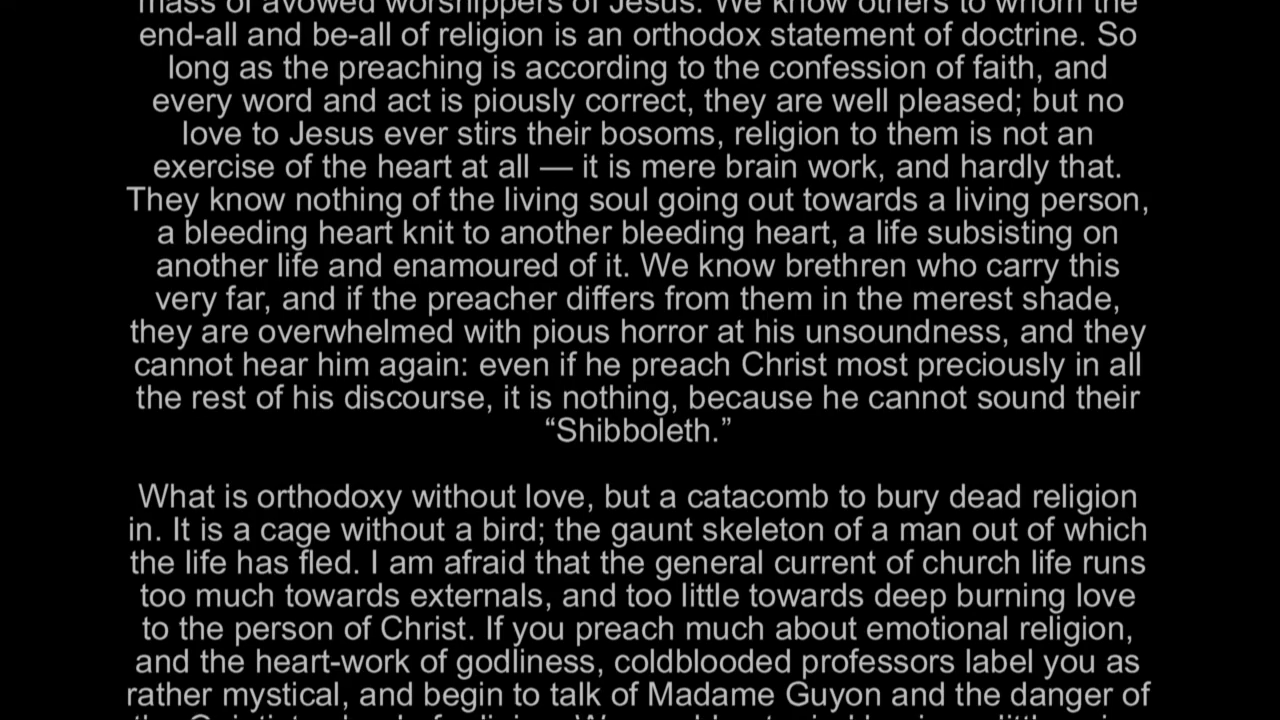 mass of avowed worshippers of Jesus. We know others to whom the
end-all and be-all of religion is an orthodox statement of doctrine. So
long as the preaching is according to the confession of faith, and
every word and act is piously correct, they are well pleased; but no
love to Jesus ever stirs their bosoms, religion to them is not an
exercise of the heart at all — it is mere brain work, and hardly that.
They know nothing of the living soul going out towards a living person,
a bleeding heart knit to another bleeding heart, a life subsisting on
another life and enamoured of it. We know brethren who carry this
very far, and if the preacher differs from them in the merest shade,
they are overwhelmed with pious horror at his unsoundness, and they
cannot hear him again: even if he preach Christ most preciously in all
the rest of his discourse, it is nothing, because he cannot sound their
“Shibboleth.”
What is orthodoxy without love, but a catacomb to bury dead religion
in. It is a cage without a bird; the gaunt skeleton of a man out of which
the life has fled. I am afraid that the general current of church life runs
too much towards externals, and too little towards deep burning love
to the person of Christ. If you preach much about emotional religion,
and the heart-work of godliness, coldblooded professors label you as
rather mystical, and begin to talk of Madame Guyon and the danger of